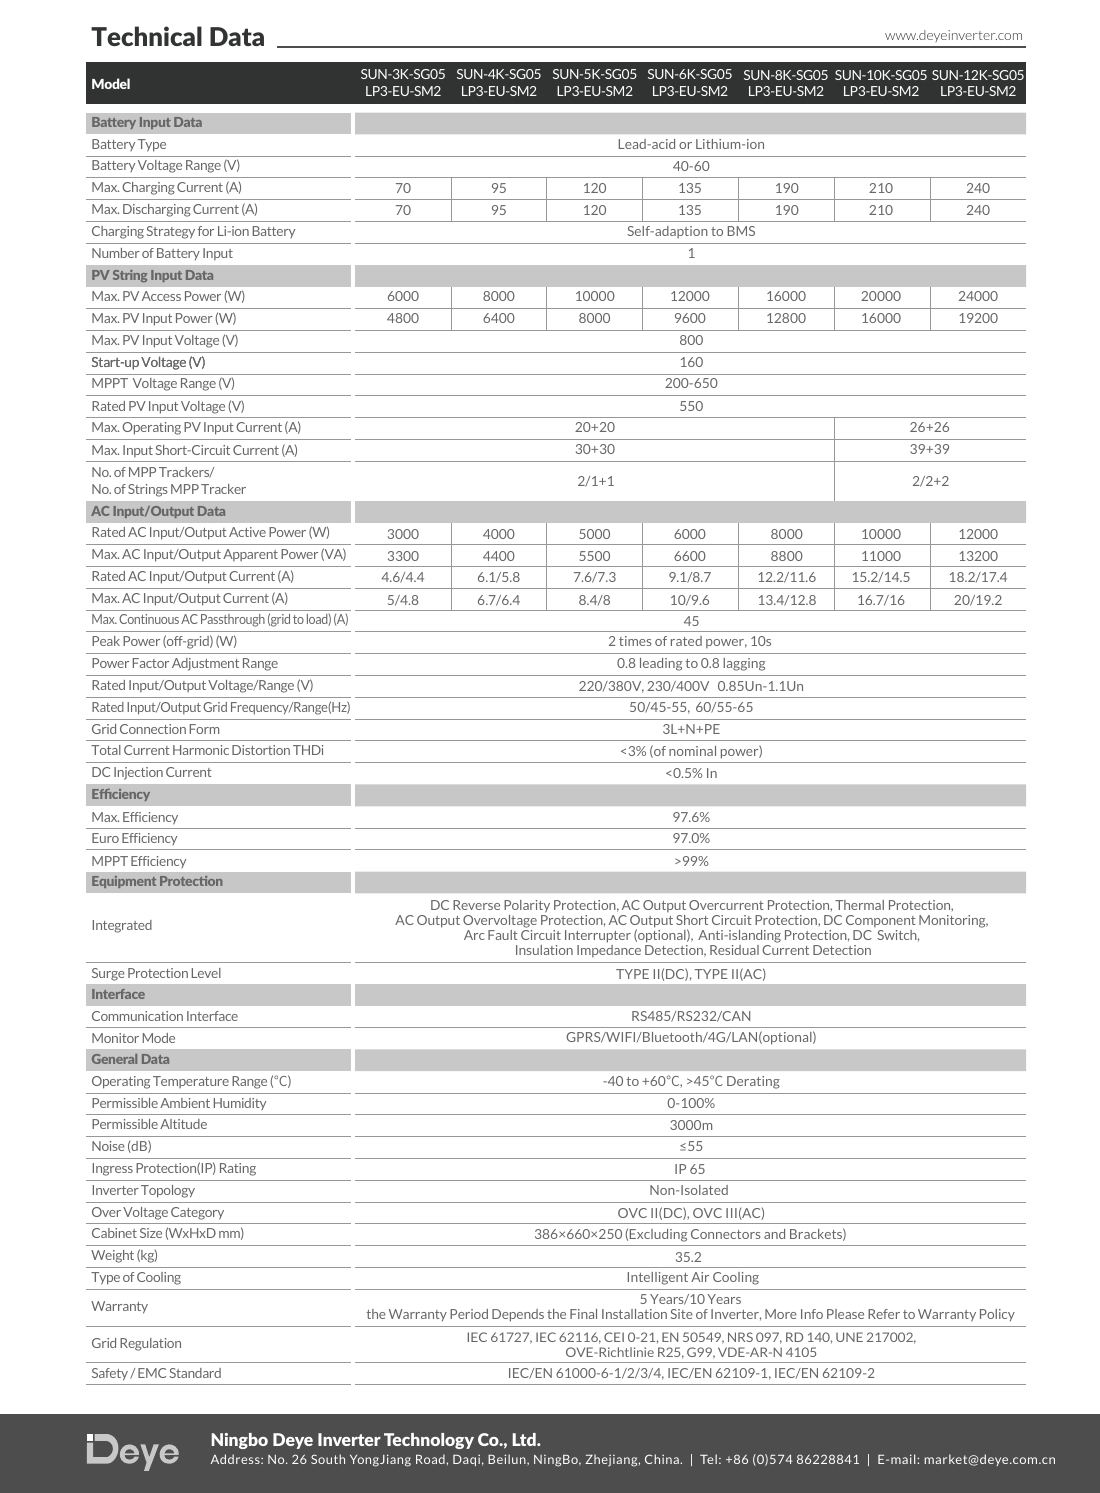 Technical Data
www.deyeinverter.com
Model SUN-3K-SG05 LP3-EU-SM2 SUN-4K-SG05 LP3-EU-SM2 SUN-5K-SG05 LP3-EU-SM2 SUN-6K-SG05 LP3-EU-SM2 SUN-8K-SG05 LP3-EU-SM2 SUN-10K-SG05 LP3-EU-SM2 SUN-12K-SG05 LP3-EU-SM2
Battery Input Data
Battery Type Lead-acid or Lithium-ion
Battery Voltage Range (V) 40-60
Max. Charging Current (A) 70 95 120 135 190 210 240
Max. Discharging Current (A) 70 95 120 135 190 210 240
Charging Strategy for Li-ion Battery Self-adaption to BMS
Number of Battery Input 1
PV String Input Data
Max. PV Access Power (W) 6000 8000 10000 12000 16000 20000 24000
Max. PV Input Power (W) 4800 6400 8000 9600 12800 16000 19200
Max. PV Input Voltage (V) 800
Start-up Voltage (V) 160
MPPT Voltage Range (V) 200-650
Rated PV Input Voltage (V) 550
Max. Operating PV Input Current (A) 20+20 26+26
Max. Input Short-Circuit Current (A) 30+30 39+39
No. of MPP Trackers/
No. of Strings MPP Tracker 2/1+1 2/2+2
AC Input/Output Data
Rated AC Input/Output Active Power (W) 3000 4000 5000 6000 8000 10000 12000
Max. AC Input/Output Apparent Power (VA) 3300 4400 5500 6600 8800 11000 13200
Rated AC Input/Output Current (A) 4.6/4.4 6.1/5.8 7.6/7.3 9.1/8.7 12.2/11.6 15.2/14.5 18.2/17.4
Max. AC Input/Output Current (A) 5/4.8 6.7/6.4 8.4/8 10/9.6 13.4/12.8 16.7/16 20/19.2
Max. Continuous AC Passthrough (grid to load) (A) 45
Peak Power (off-grid) (W) 2 times of rated power, 10s
Power Factor Adjustment Range 0.8 leading to 0.8 lagging
Rated Input/Output Voltage/Range (V) 220/380V, 230/400V 0.85Un-1.1Un
Rated Input/Output Grid Frequency/Range(Hz) 50/45-55, 60/55-65
Grid Connection Form 3L+N+PE
Total Current Harmonic Distortion THDi <3% (of nominal power)
DC Injection Current <0.5% In
Efficiency
Max. Efficiency 97.6%
Euro Efficiency 97.0%
MPPT Efficiency >99%
Equipment Protection
Integrated
DC Reverse Polarity Protection, AC Output Overcurrent Protection, Thermal Protection,
AC Output Overvoltage Protection, AC Output Short Circuit Protection, DC Component Monitoring,
Arc Fault Circuit Interrupter (optional), Anti-islanding Protection, DC Switch,
Insulation Impedance Detection, Residual Current Detection
Surge Protection Level TYPE II(DC), TYPE II(AC)
Interface
Communication Interface RS485/RS232/CAN
Monitor Mode GPRS/WIFI/Bluetooth/4G/LAN(optional)
General Data
Operating Temperature Range (℃) -40 to +60℃, >45℃ Derating
Permissible Ambient Humidity 0-100%
Permissible Altitude 3000m
Noise (dB) ≤55
Ingress Protection(IP) Rating IP 65
Inverter Topology Non-Isolated
Over Voltage Category OVC II(DC), OVC III(AC)
Cabinet Size (WxHxD mm) 386×660×250 (Excluding Connectors and Brackets)
Weight (kg) 35.2
Type of Cooling Intelligent Air Cooling
Warranty
5 Years/10 Years
the Warranty Period Depends the Final Installation Site of Inverter, More Info Please Refer to Warranty Policy
Grid Regulation
IEC 61727, IEC 62116, CEI 0-21, EN 50549, NRS 097, RD 140, UNE 217002,
OVE-Richtlinie R25, G99, VDE-AR-N 4105
Safety / EMC Standard IEC/EN 61000-6-1/2/3/4, IEC/EN 62109-1, IEC/EN 62109-2
Deye
Ningbo Deye Inverter Technology Co., Ltd.
Address: No. 26 South YongJiang Road, Daqi, Beilun, NingBo, Zhejiang, China. | Tel: +86 (0)574 86228841 | E-mail: market@deye.com.cn